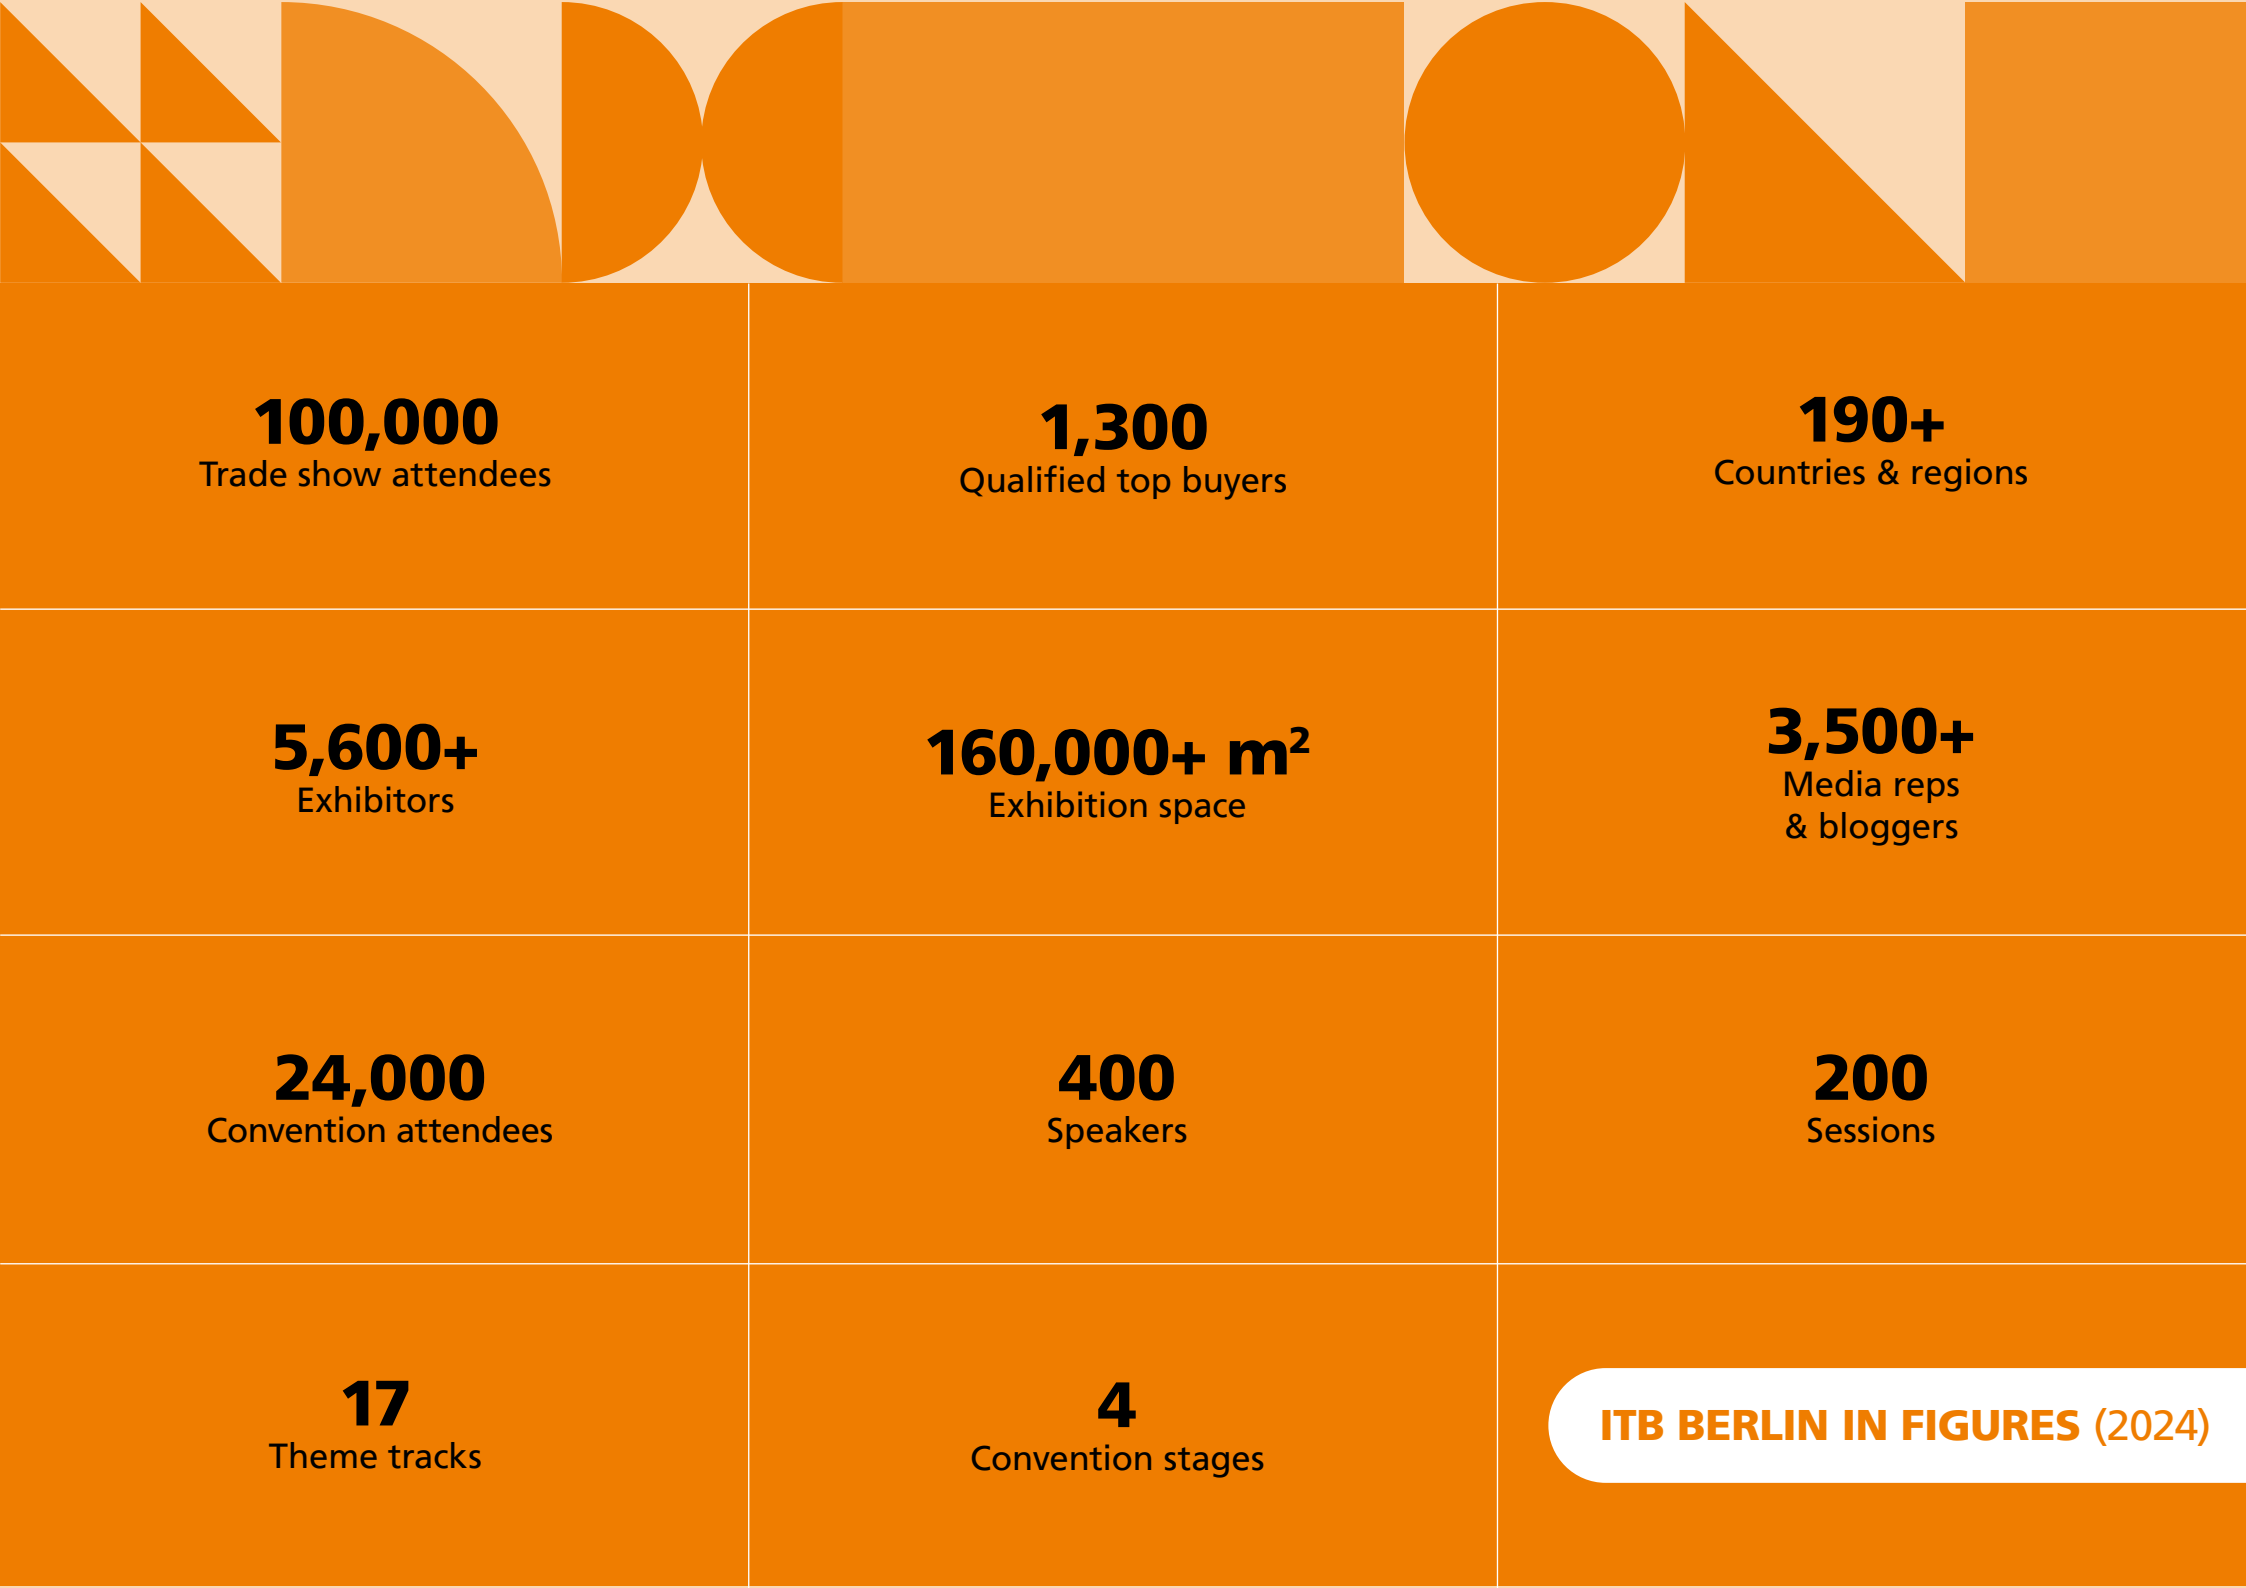 100,000
Trade show attendees
1,300
Qualified top buyers
190+
Countries & regions
5,600+
Exhibitors
160,000+ m²
Exhibition space
3,500+
Media reps
& bloggers
24,000
Convention attendees
400
Speakers
200
Sessions
17
Theme tracks
4
Convention stages
ITB BERLIN IN FIGURES (2024)